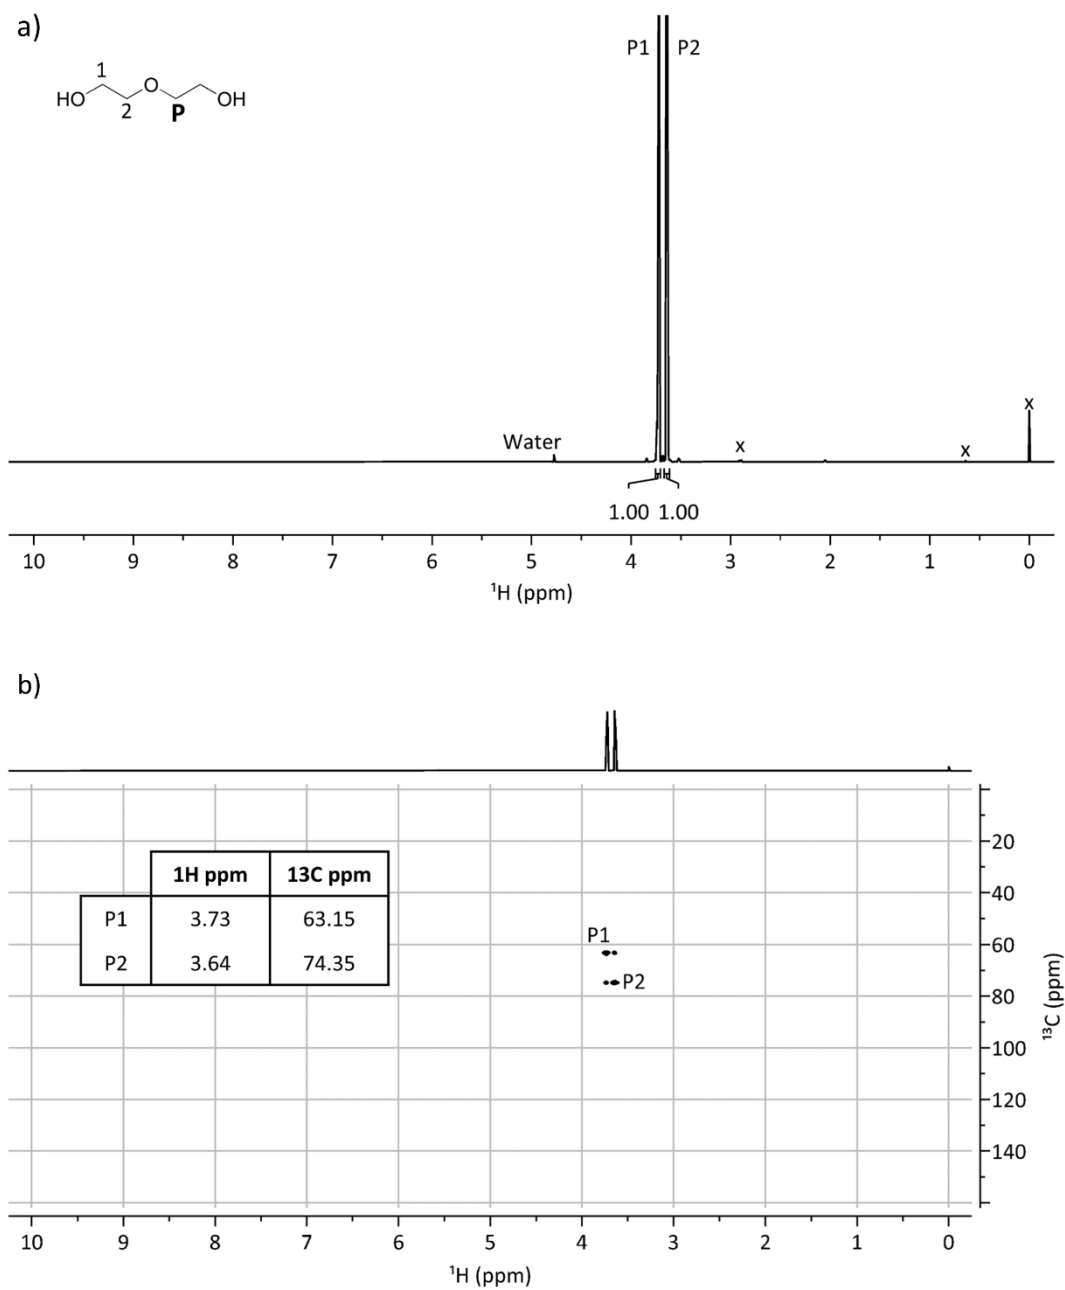 a)
1
HO
O
OH
2
P
P1 P2
Water
x
x
x
1.00 1.00
10 9 8 7 6 5 4 3 2 1 0
¹H (ppm)
b)
20
1H ppm 13C ppm
40
P1 3.73 63.15
P1
60
P2 3.64 74.35
P2
80
100
120
140
¹³C (ppm)
10 9 8 7 6 5 4 3 2 1 0
¹H (ppm)